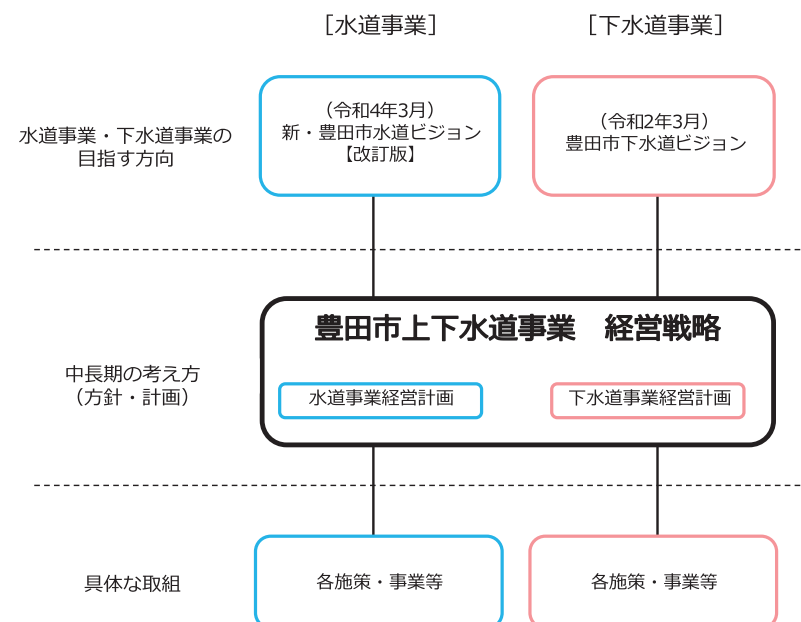 ［水道事業］
［下水道事業］
水道事業・下水道事業の
目指す方向
（令和4年3月）
新・豊田市水道ビジョン
【改訂版】
（令和2年3月）
豊田市下水道ビジョン
中長期の考え方
（方針・計画）
豊田市上下水道事業　経営戦略
水道事業経営計画
下水道事業経営計画
具体な取組
各施策・事業等
各施策・事業等